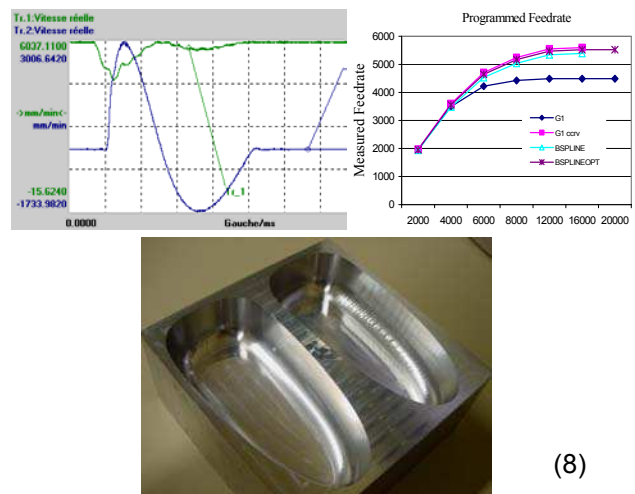 Tr.1:Vitesse réelle
Tr.2:Vitesse réelle
6037.1100
3006.6420
->mm/min<-
mm/min
-15.6240
-1733.9820
Tr_1
0.0000
Gauche/ms
Programmed Feedrate
Measured Feedrate
6000
5000
4000
3000
2000
1000
0
G1
G1 ccrv
BSPLINE
BSPLINEOPT
2000 4000 6000 8000 12000 16000 20000
(8)